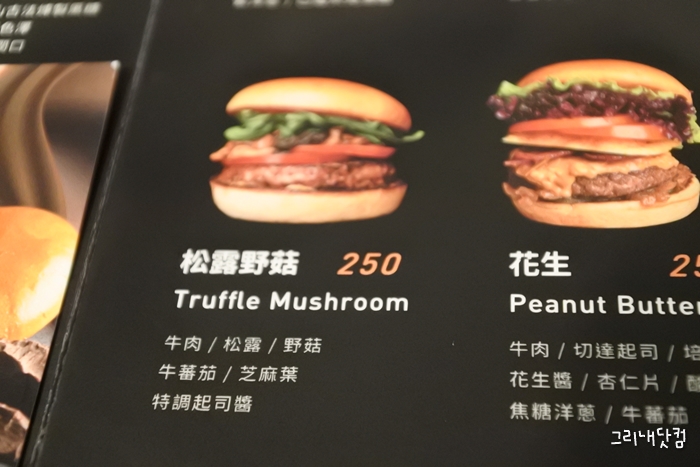 松露野菇 250
Truffle Mushroom
牛肉 / 松露 / 野菇
牛蕃茄 / 芝麻葉
特調起司醬
花生
Peanut Butter
牛肉 / 切達起司 /
花生醬 / 杏仁片 /
焦糖洋蔥 / 牛蕃茄
그리내닷컴